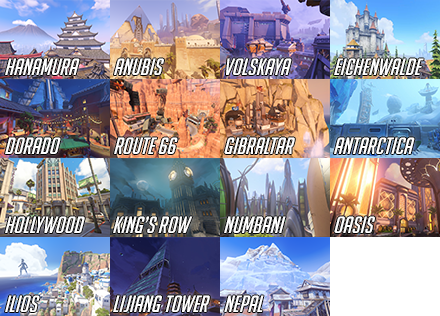 HANAMURA
ANUBIS
VOLSKAYA
EICHENWALDE
DORADO
ROUTE 66
GIBRALTAR
ANTARCTICA
HOLLYWOOD
KING'S ROW
NUMBANI
OASIS
ILIOS
LIJIANG TOWER
NEPAL